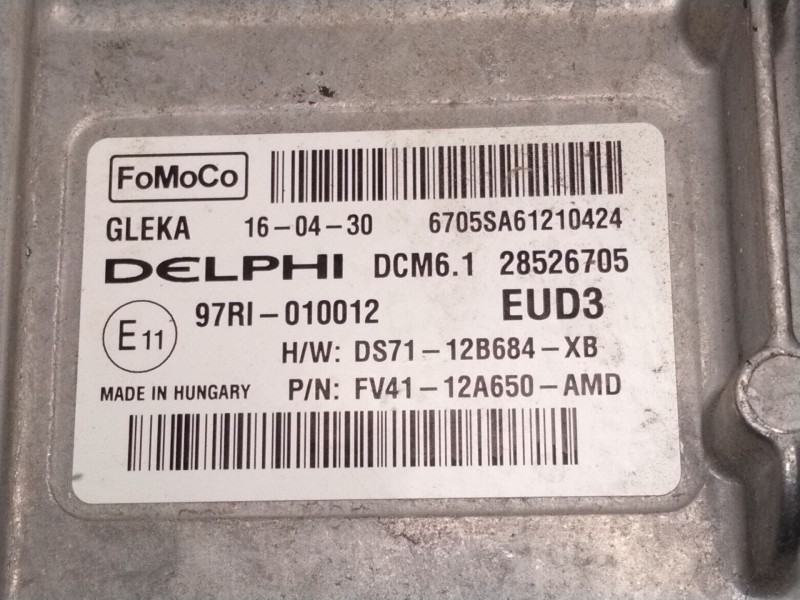 FoMoCo
GLEKA 16-04-30 6705SA61210424
DELPHI DCM6.1 28526705
E11 97RI-010012 EUD3
H/W: DS71-12B684-XB
MADE IN HUNGARY P/N: FV41-12A650-AMD